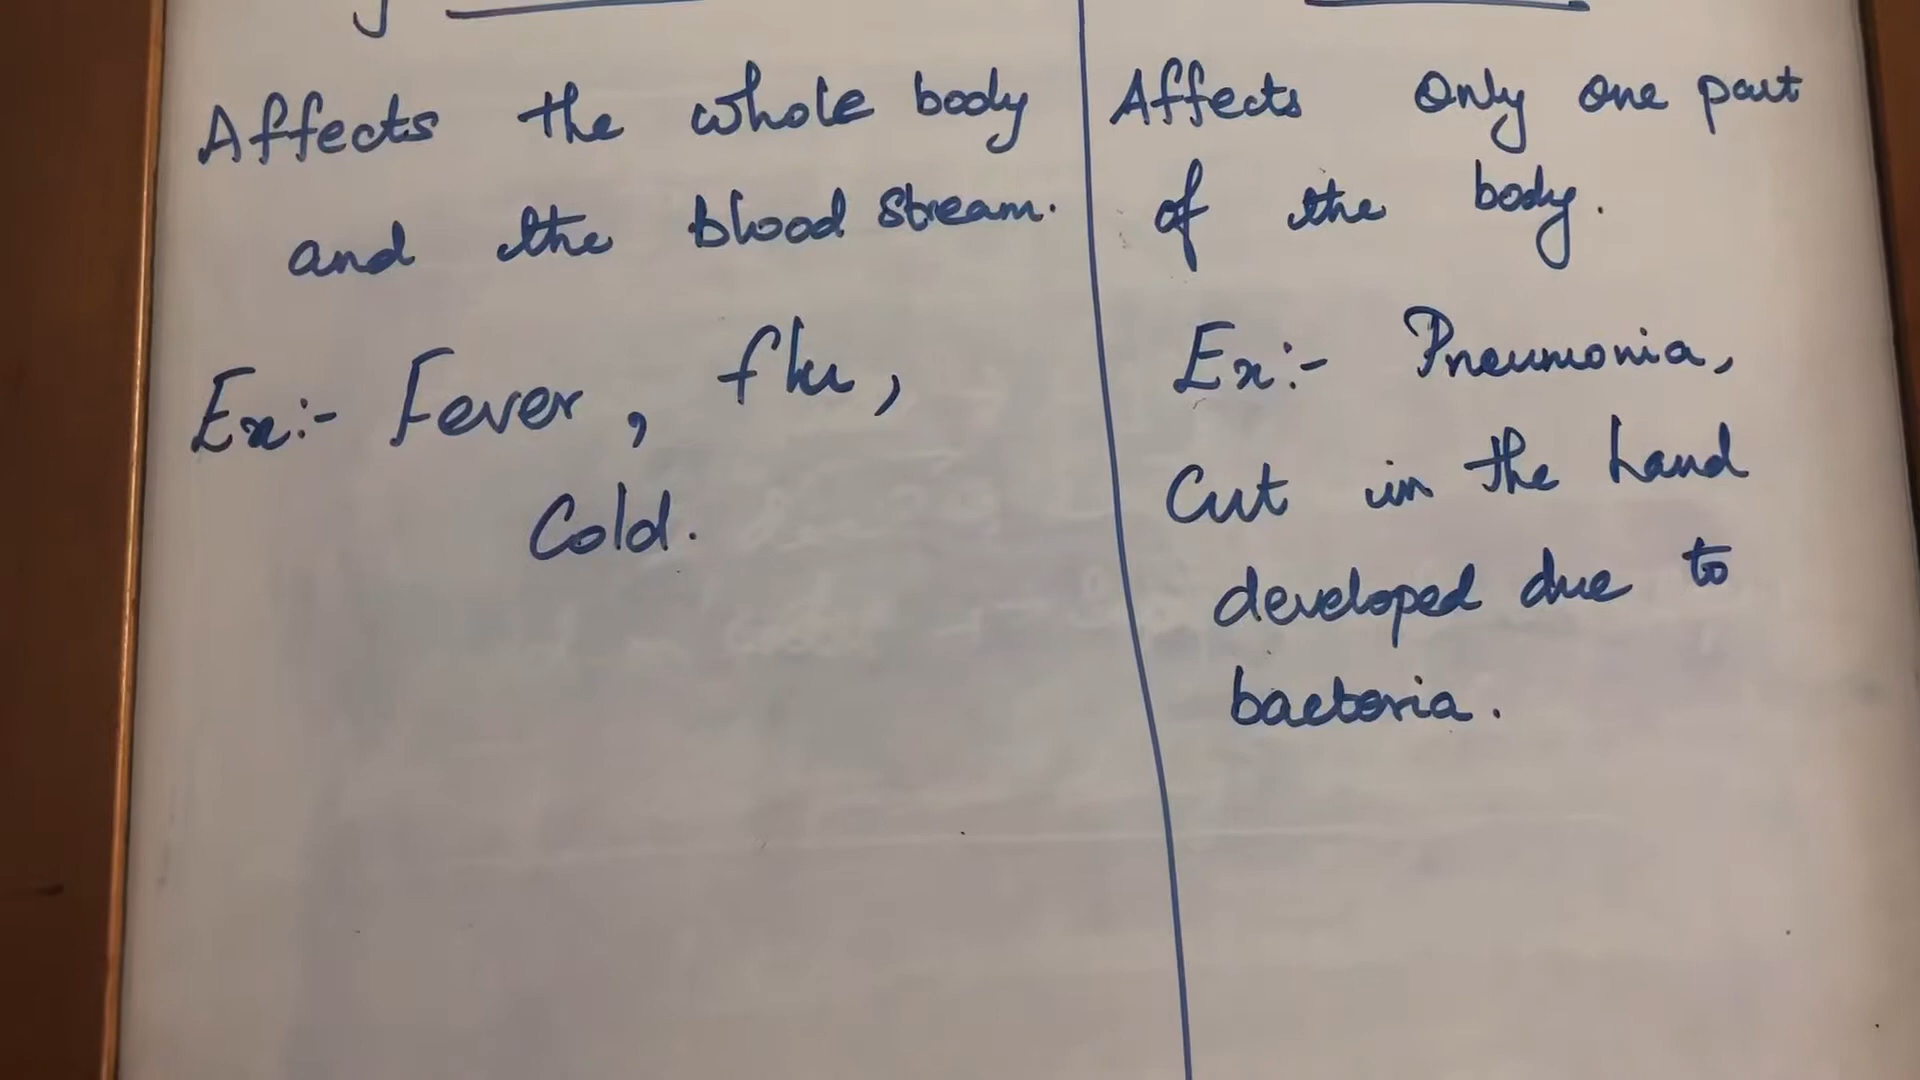 Affects the whole body
and the blood stream.
Ex:- Fever, flu,
Cold.
Affects only one part
of the body.
Ex:- Pneumonia,
Cut in the hand
developed due to
bacteria.